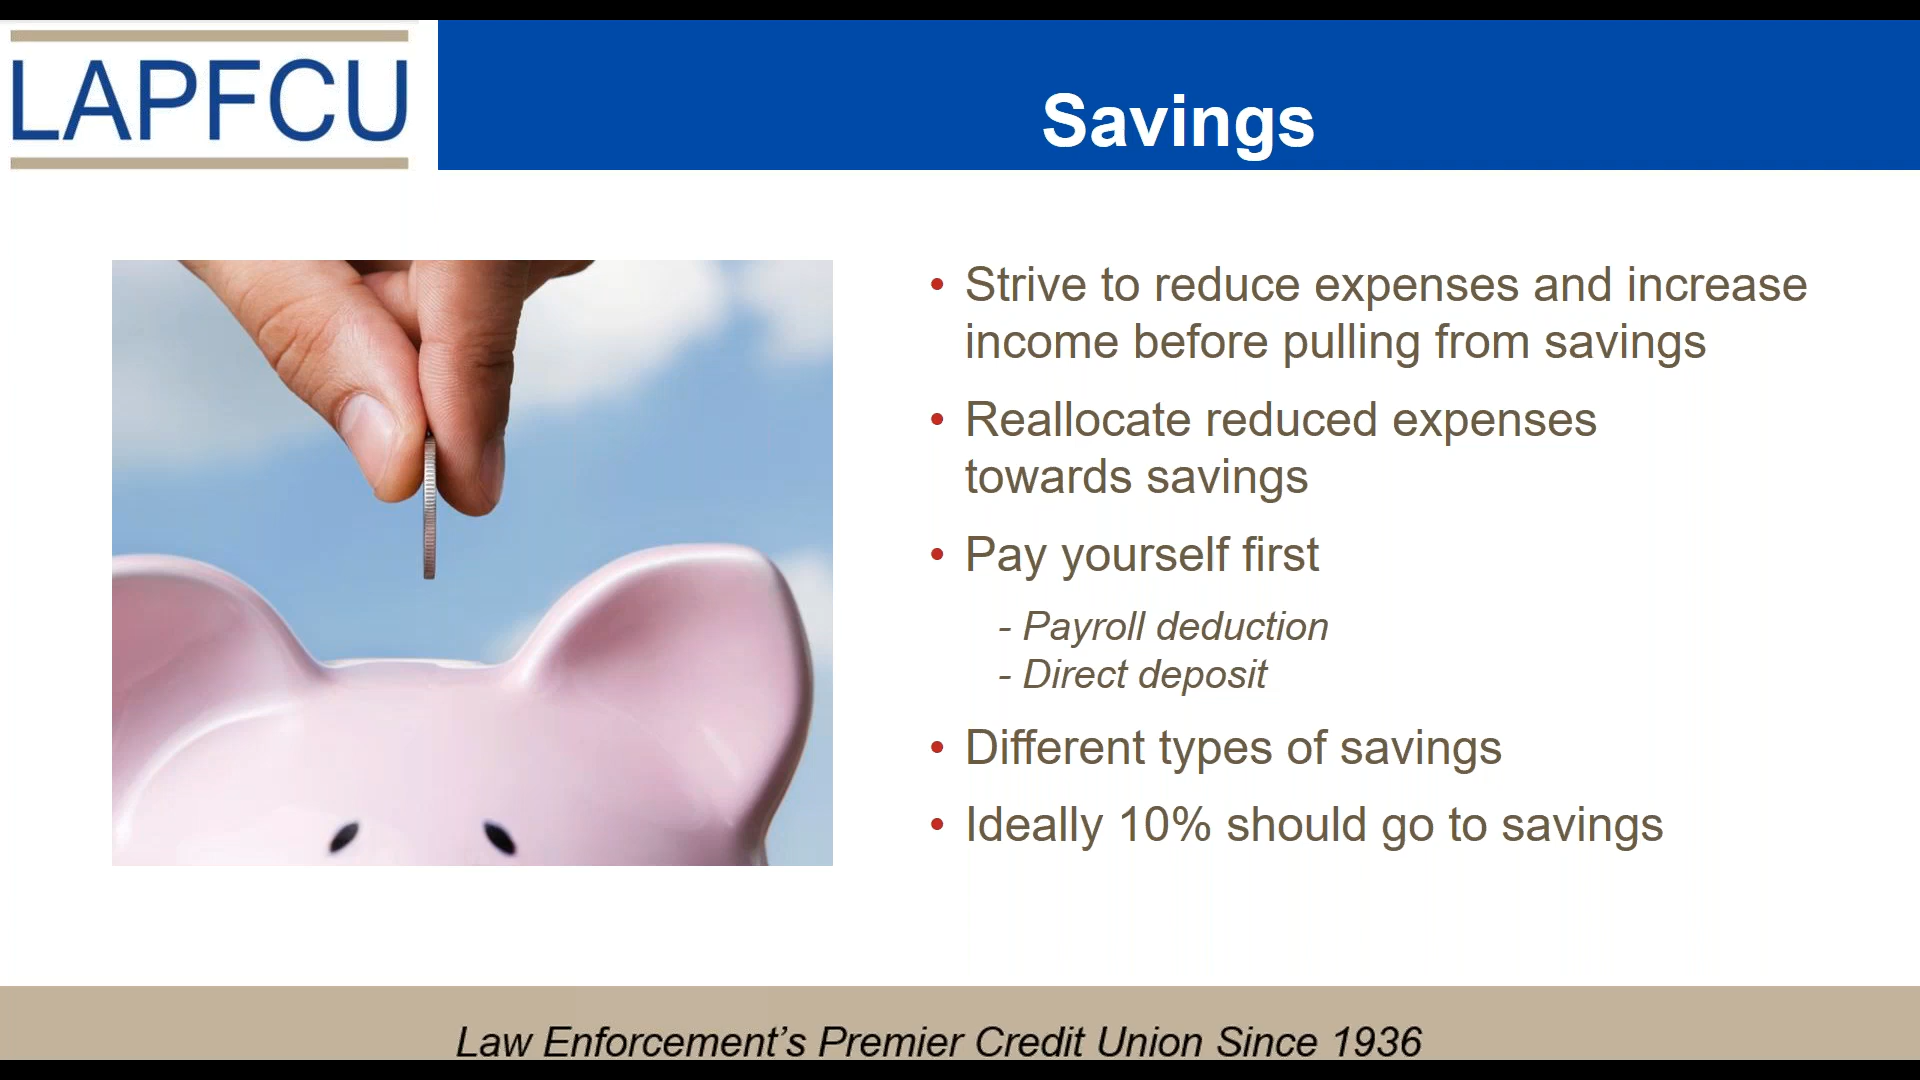 LAPFCU
Savings
• Strive to reduce expenses and increase
income before pulling from savings
• Reallocate reduced expenses
towards savings
• Pay yourself first
- Payroll deduction
- Direct deposit
• Different types of savings
• Ideally 10% should go to savings
Law Enforcement’s Premier Credit Union Since 1936